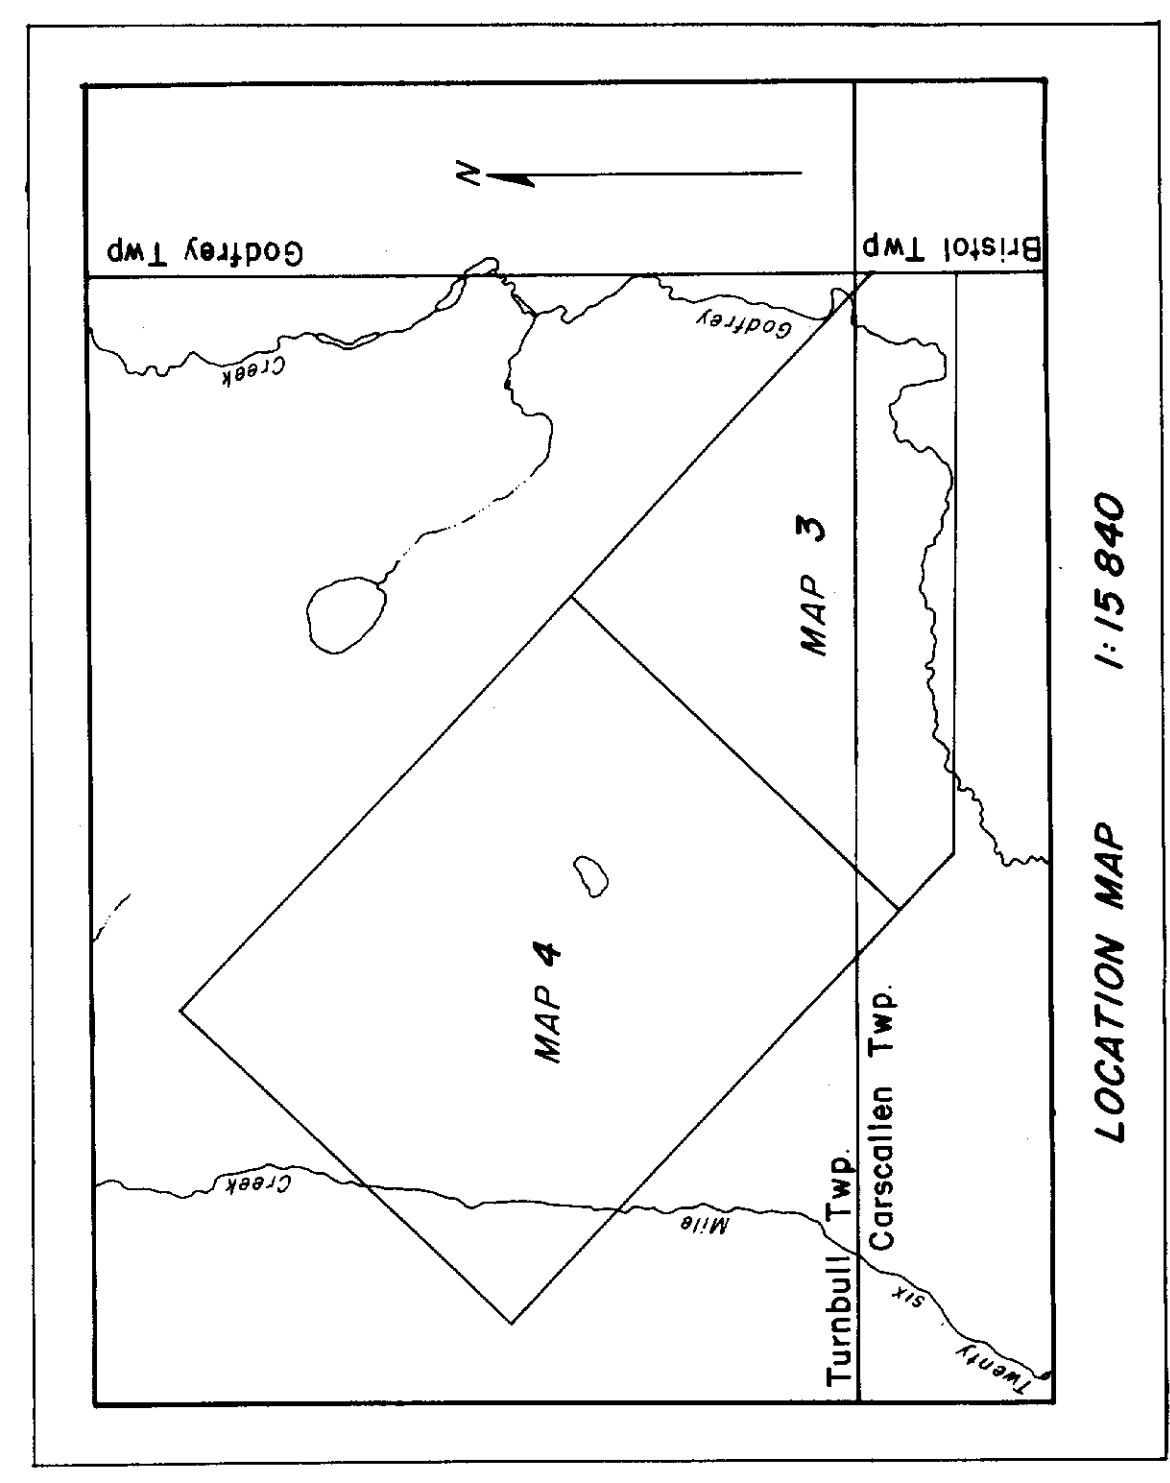 N
Godfrey Twp
Bristol Twp
Creek
Godfrey
MAP 3
MAP 4
Creek
Mile
six
Twenty
Turnbull Twp.
Carscallen Twp.
LOCATION MAP 1:15 840